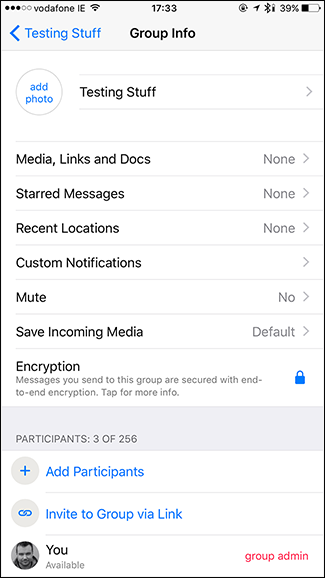 vodafone IE 17:33 39%
Testing Stuff Group Info
add
photo
Testing Stuff
Media, Links and Docs None
Starred Messages None
Recent Locations None
Custom Notifications
Mute No
Save Incoming Media Default
Encryption
Messages you send to this group are secured with end-
to-end encryption. Tap for more info.
PARTICIPANTS: 3 OF 256
Add Participants
Invite to Group via Link
You
Available
group admin